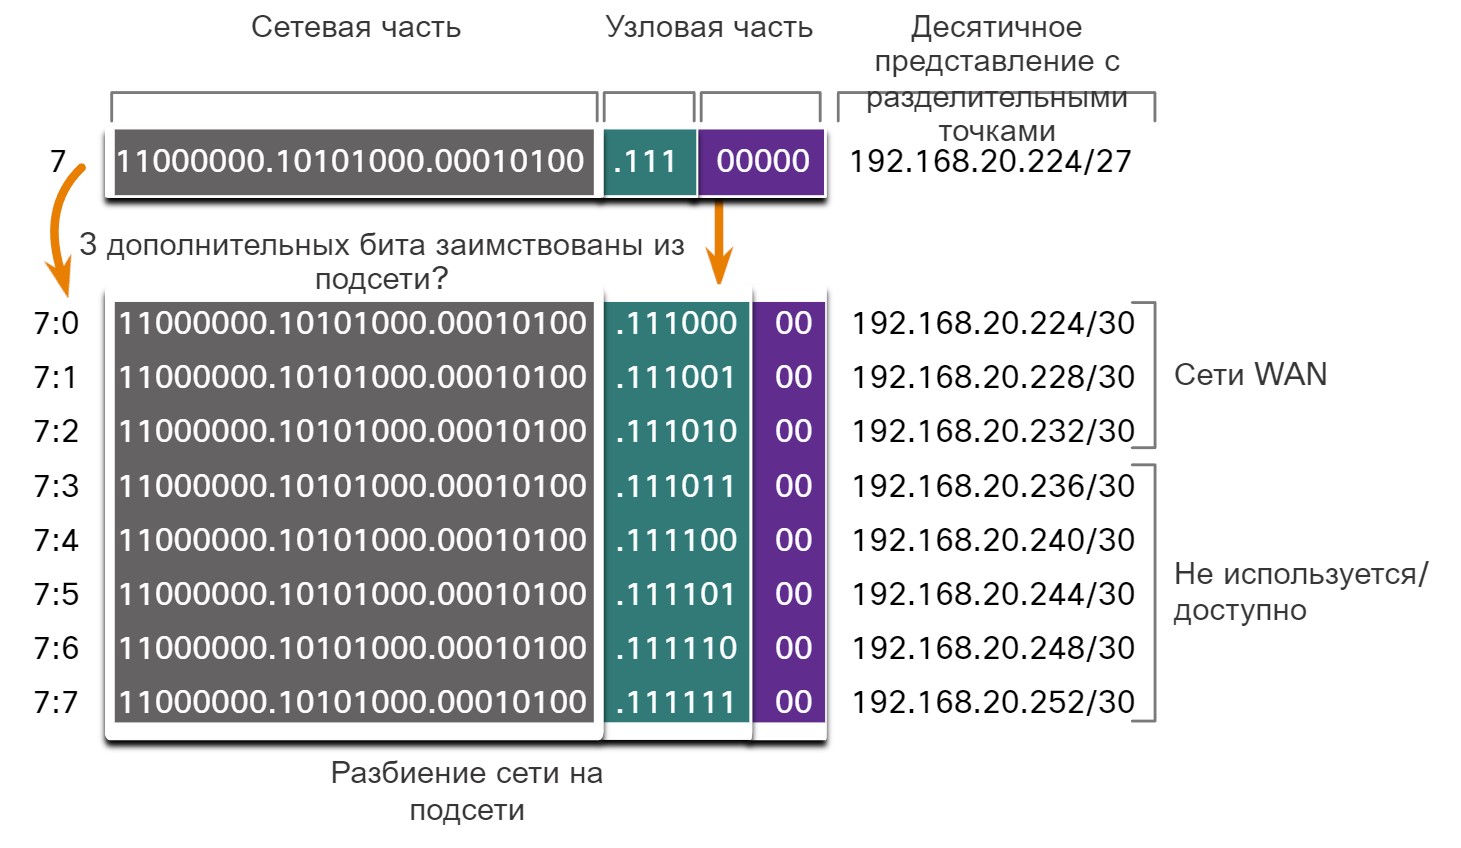 Сетевая часть
Узловая часть
Десятичное
представление с
разделительными
точками
7 11000000.10101000.00010100 .111 00000 192.168.20.224/27
3 дополнительных бита заимствованы из
подсети?
7:0 11000000.10101000.00010100 .111000 00 192.168.20.224/30
7:1 11000000.10101000.00010100 .111001 00 192.168.20.228/30
Сети WAN
7:2 11000000.10101000.00010100 .111010 00 192.168.20.232/30
7:3 11000000.10101000.00010100 .111011 00 192.168.20.236/30
7:4 11000000.10101000.00010100 .111100 00 192.168.20.240/30
7:5 11000000.10101000.00010100 .111101 00 192.168.20.244/30
Не используется/
доступно
7:6 11000000.10101000.00010100 .111110 00 192.168.20.248/30
7:7 11000000.10101000.00010100 .111111 00 192.168.20.252/30
Разбиение сети на
подсети